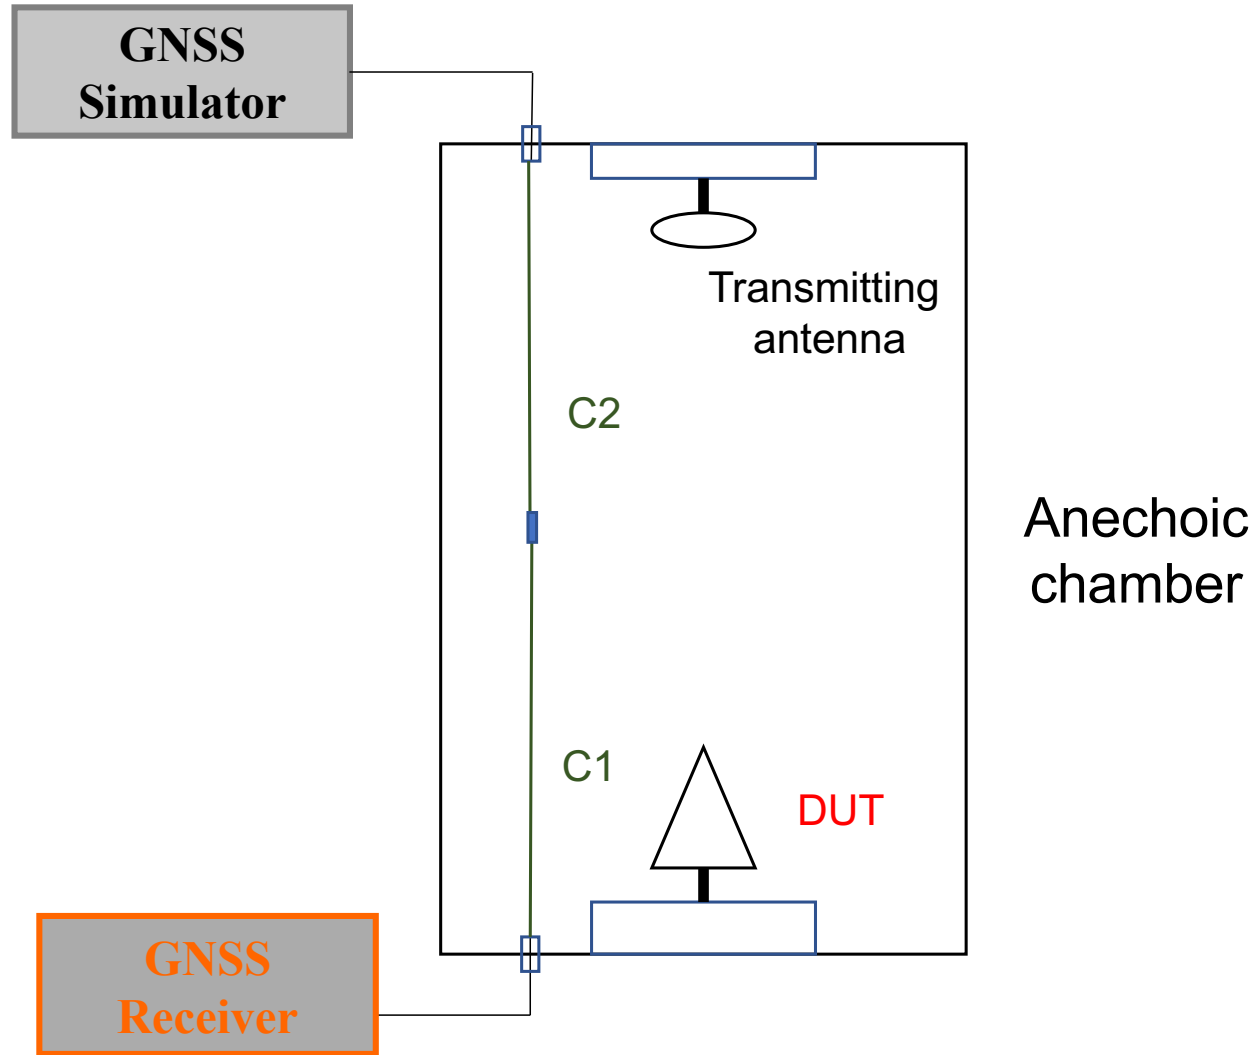 GNSS
Simulator
Transmitting
antenna
C2
Anechoic
chamber
C1
DUT
GNSS
Receiver